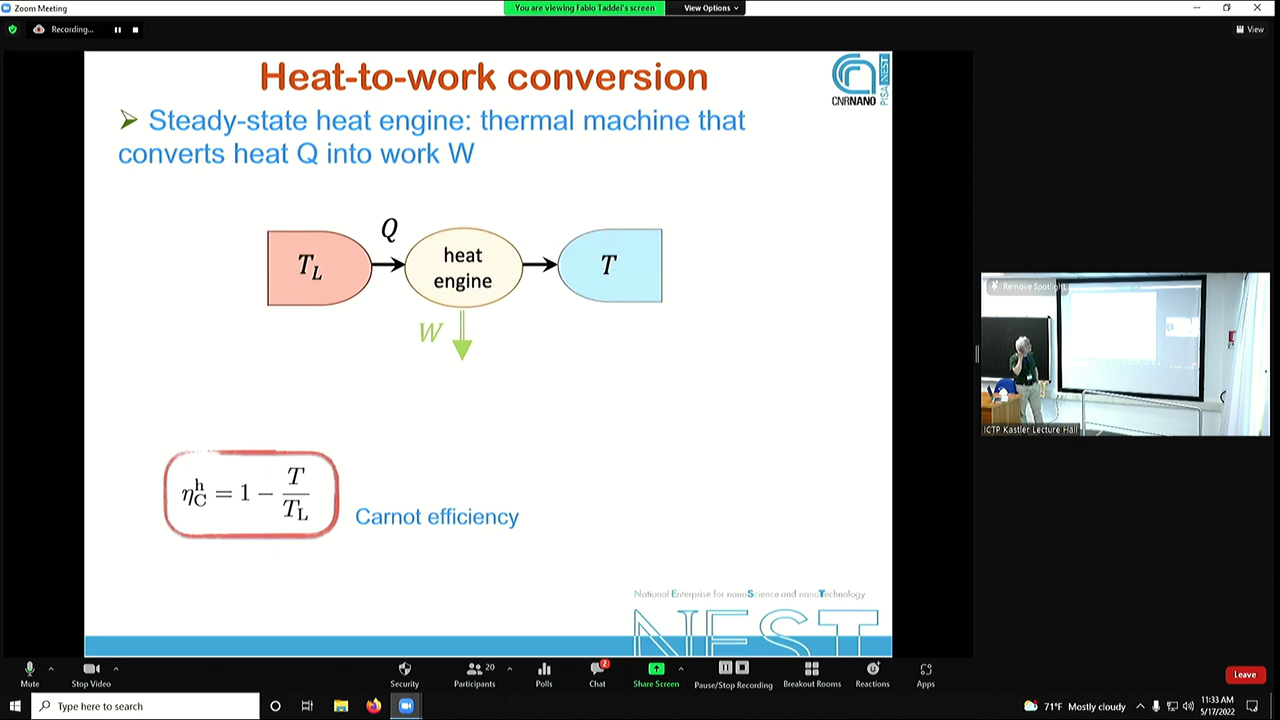 Zoom Meeting
You are viewing Fabio Taddei's screen
View Options
Recording...
View
Heat-to-work conversion
CNRNANO
PISA NEST
Steady-state heat engine: thermal machine that
converts heat Q into work W
Q
T_L
heat
engine
T
W
η_C^h = 1 − T/T_L
Carnot efficiency
National Enterprise for nanoScience and nanoTechnology
NEST
Remove Spotlight
ICTP Kastler Lecture Hall
Mute
Stop Video
Security
20
Participants
Polls
2
Chat
Share Screen
Pause/Stop Recording
Breakout Rooms
Reactions
Apps
Leave
Type here to search
71°F Mostly cloudy
11:33 AM
5/17/2022